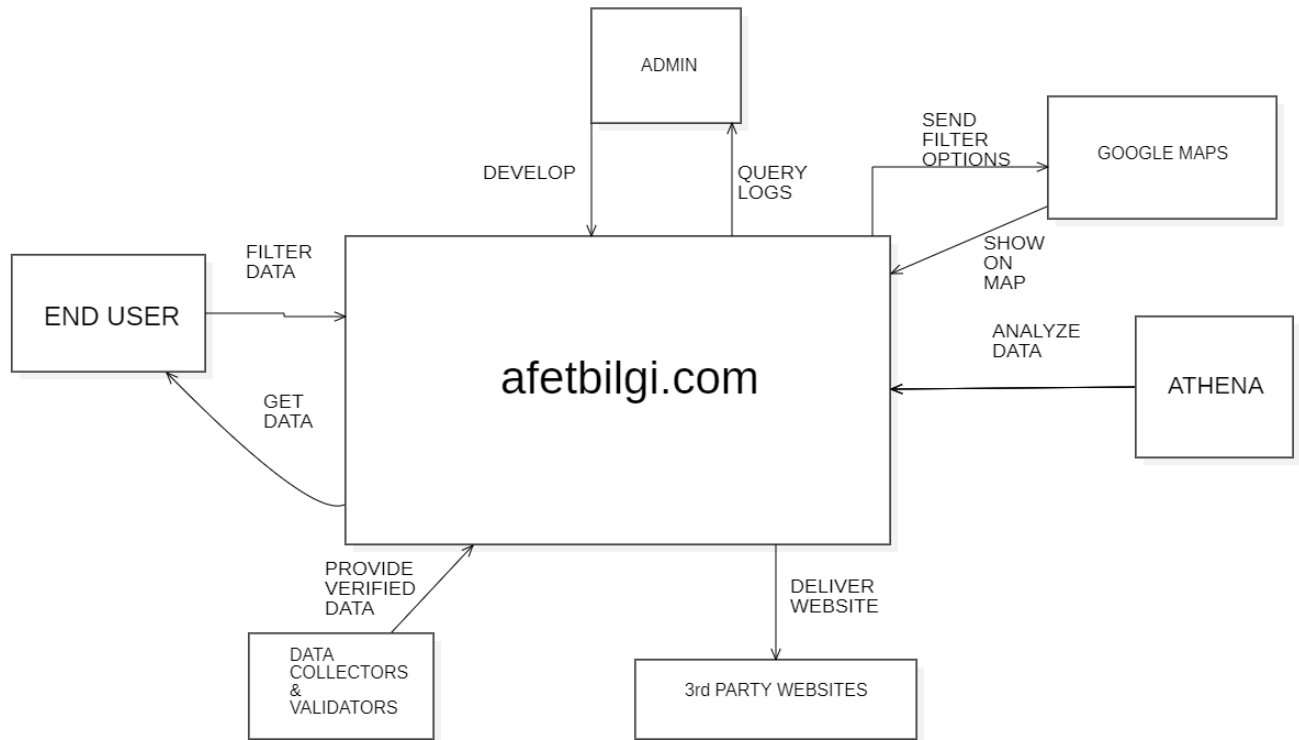 ADMIN
DEVELOP
QUERY
LOGS
SEND
FILTER
OPTIONS
GOOGLE MAPS
SHOW
ON
MAP
FILTER
DATA
END USER
GET
DATA
afetbilgi.com
ANALYZE
DATA
ATHENA
PROVIDE
VERIFIED
DATA
DATA
COLLECTORS
&
VALIDATORS
DELIVER
WEBSITE
3rd PARTY WEBSITES